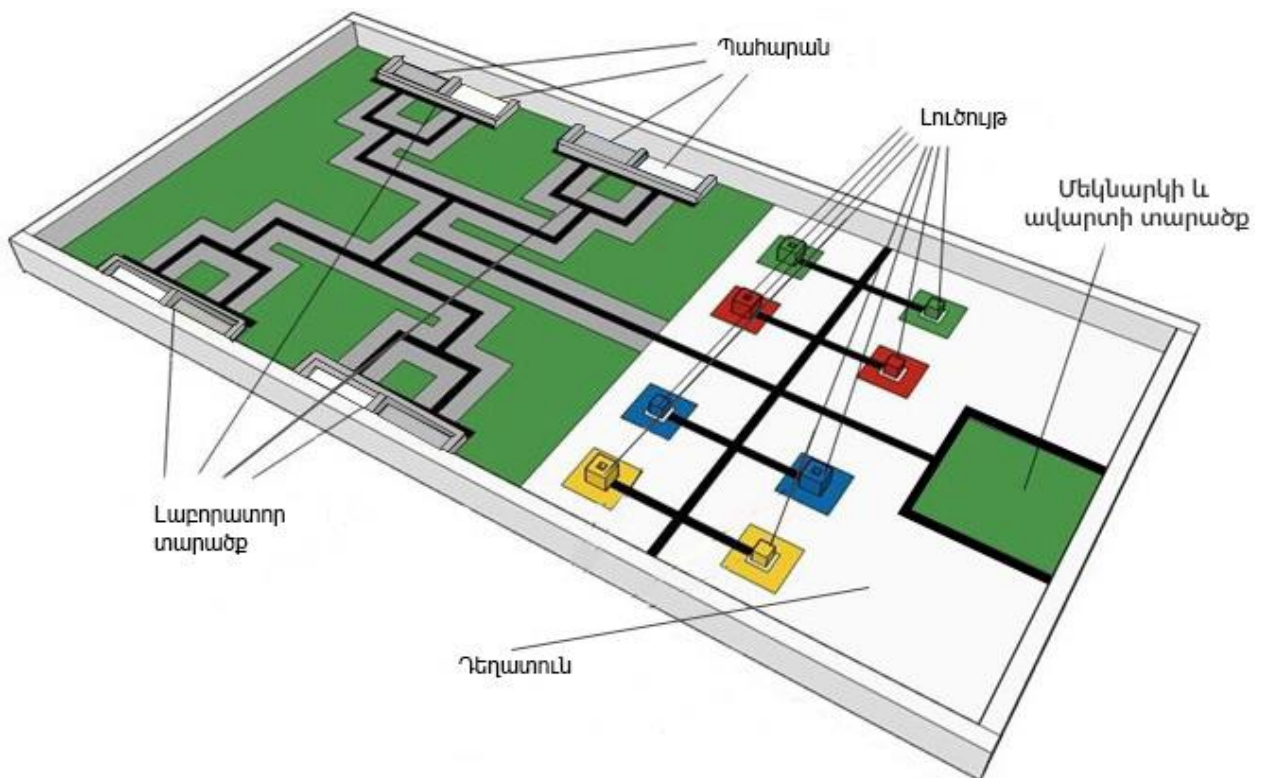 Պահարան
Լուծույթ
Մեկնարկի և
ավարտի տարածք
Լաբորատոր
տարածք
Դեղատուն